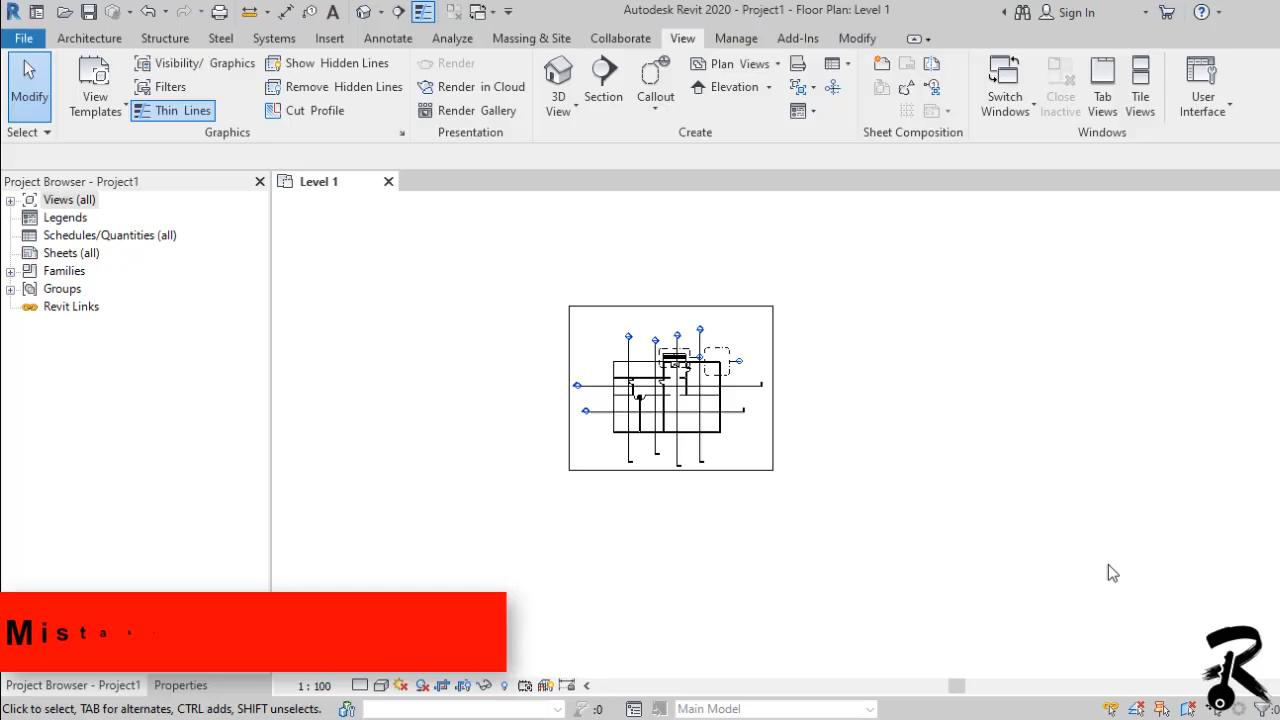 Autodesk Revit 2020 - Project1 - Floor Plan: Level 1
Sign In
File Architecture Structure Steel Systems Insert Annotate Analyze Massing & Site Collaborate View Manage Add-Ins Modify
Modify
Select
View Templates
Visibility/ Graphics
Filters
Thin Lines
Show Hidden Lines
Remove Hidden Lines
Cut Profile
Graphics
Render
Render in Cloud
Render Gallery
Presentation
3D View
Section
Callout
Plan Views
Elevation
Create
Sheet Composition
Switch Windows
Close Inactive
Tab Views
Tile Views
Windows
User Interface
Project Browser - Project1
Level 1
Views (all)
Legends
Schedules/Quantities (all)
Sheets (all)
Families
Groups
Revit Links
Mista
Project Browser - Project1 Properties
1 : 100
Click to select, TAB for alternates, CTRL adds, SHIFT unselects.
:0
Main Model
:0